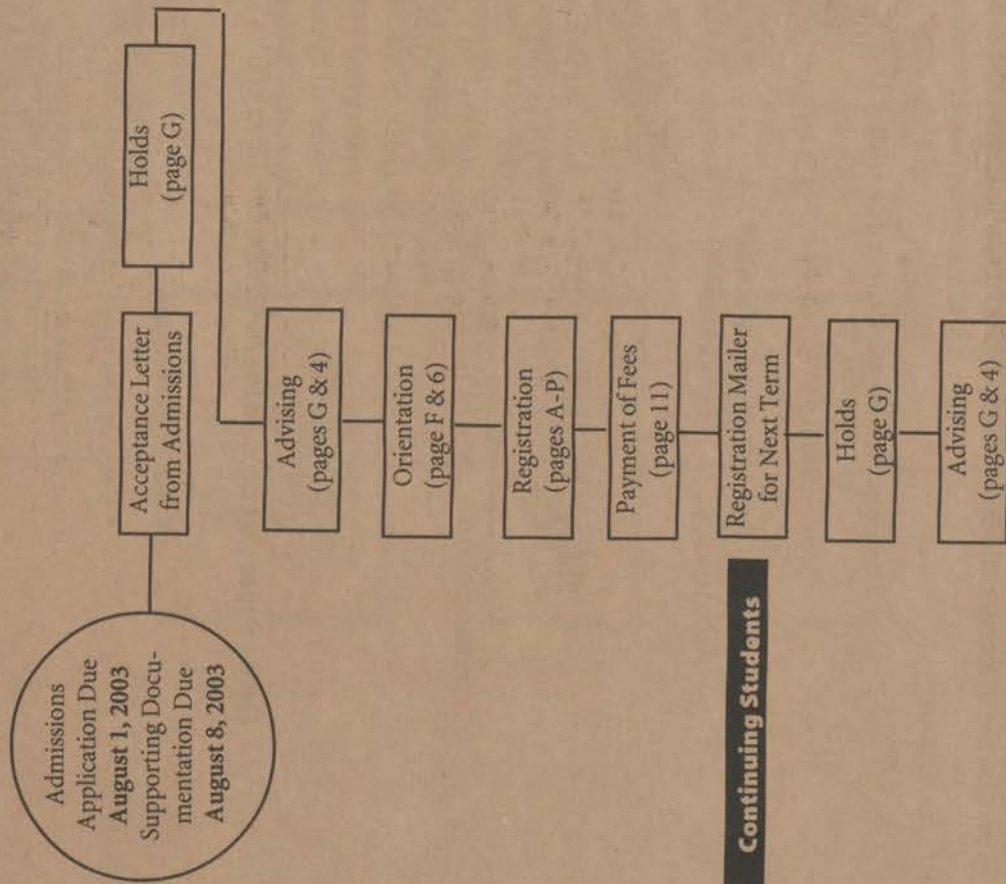 Admissions
Application Due
August 1, 2003
Supporting Docu-
mentation Due
August 8, 2003
Acceptance Letter
from Admissions
Holds
(page G)
Advising
(pages G & 4)
Orientation
(page F & 6)
Registration
(pages A-P)
Payment of Fees
(page 11)
Continuing Students
Registration Mailer
for Next Term
Holds
(page G)
Advising
(pages G & 4)